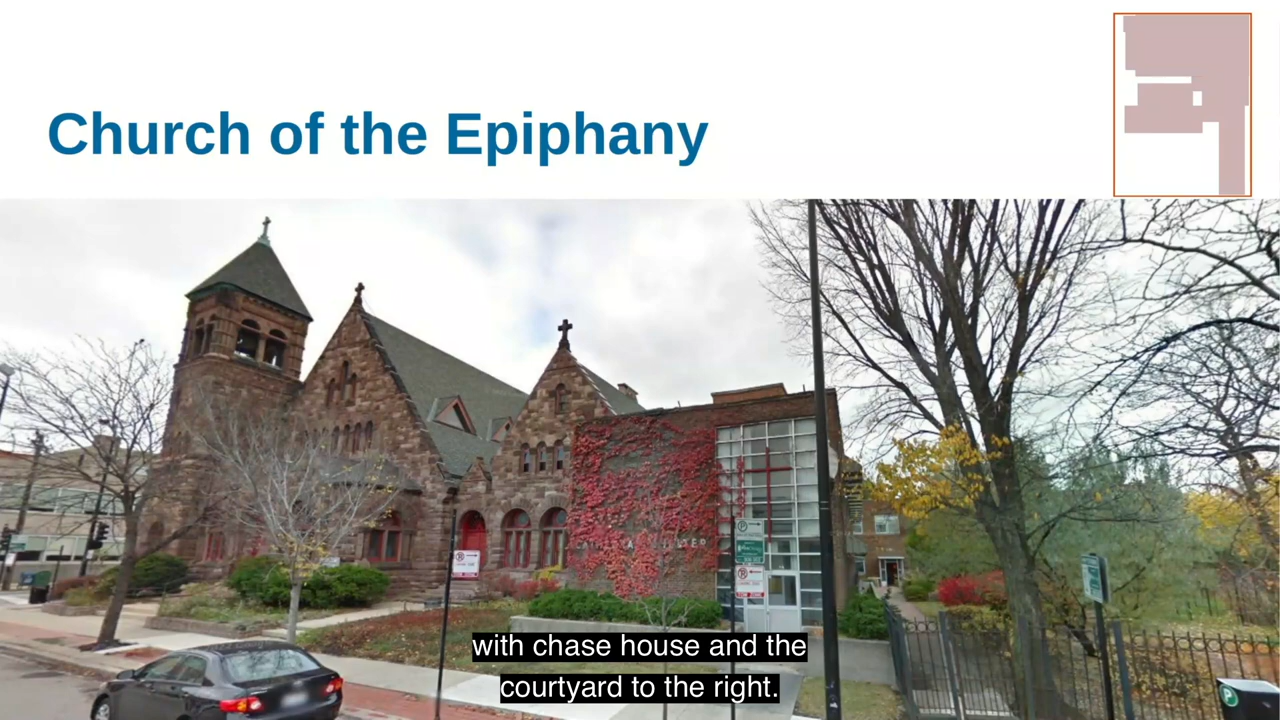 Church of the Epiphany
with chase house and the
courtyard to the right.